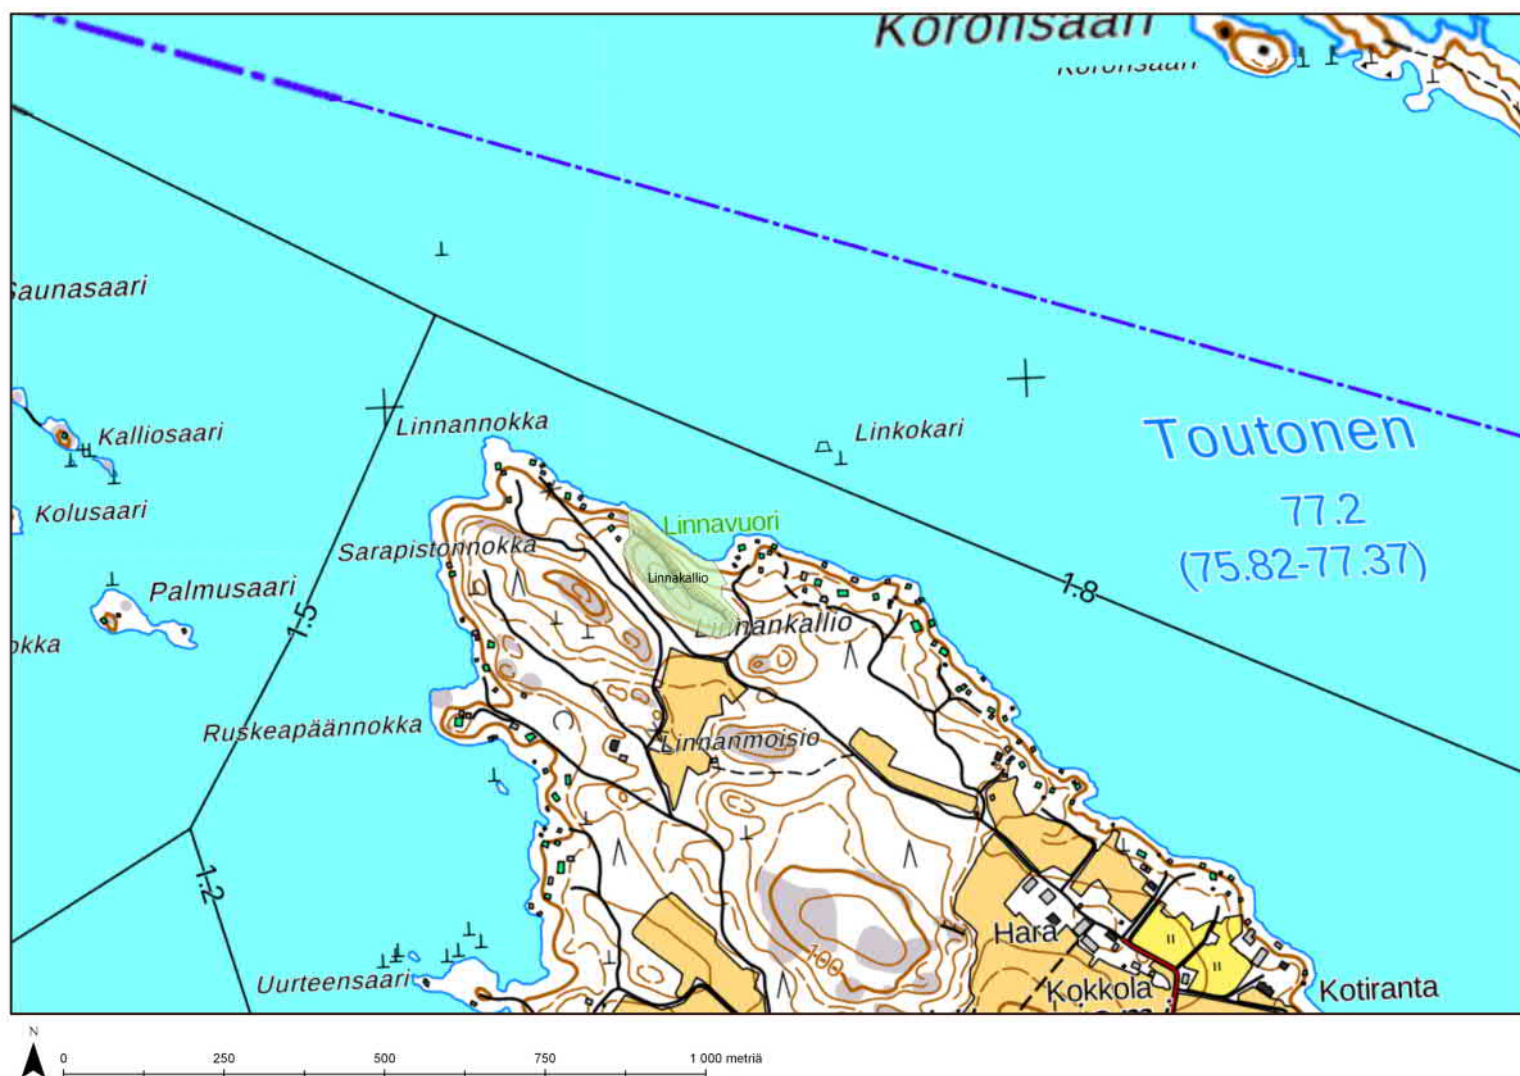 Koronsaari
Koronsaari
Saunasaari
Linnannokka
Linkokari
Toutonen
Kalliosaari
77.2
Kolusaari
Linnavuori
(75.82-77.37)
Sarapistonnokka
Linnakallio
Palmusaari
1.5
1.8
Linnankallio
Ruskeapäännokka
Linnanmoisio
1.2
Hara
100
Uurteensaari
Kokkola
Kotiranta
N
0 250 500 750 1 000 metriä